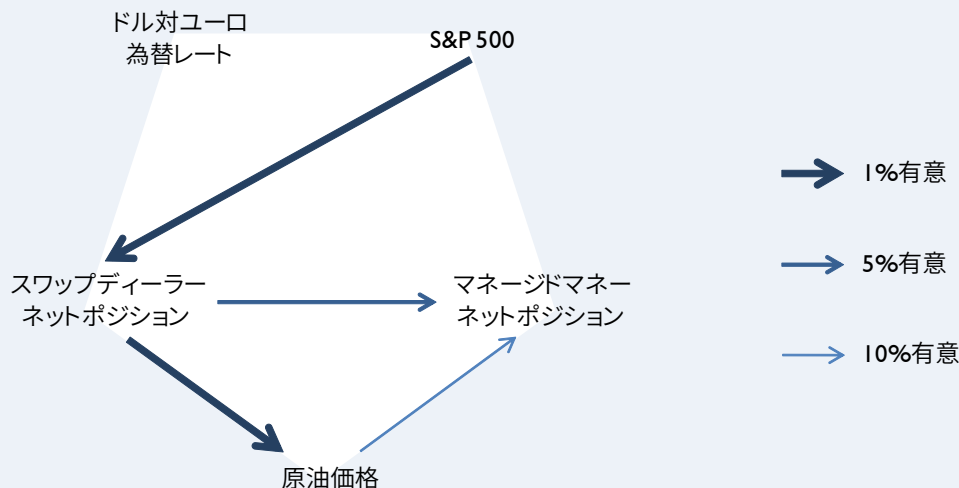 ドル対ユーロ
為替レート
S&P 500
1%有意
5%有意
スワップディーラー
ネットポジション
マネージドマネー
ネットポジション
10%有意
原油価格